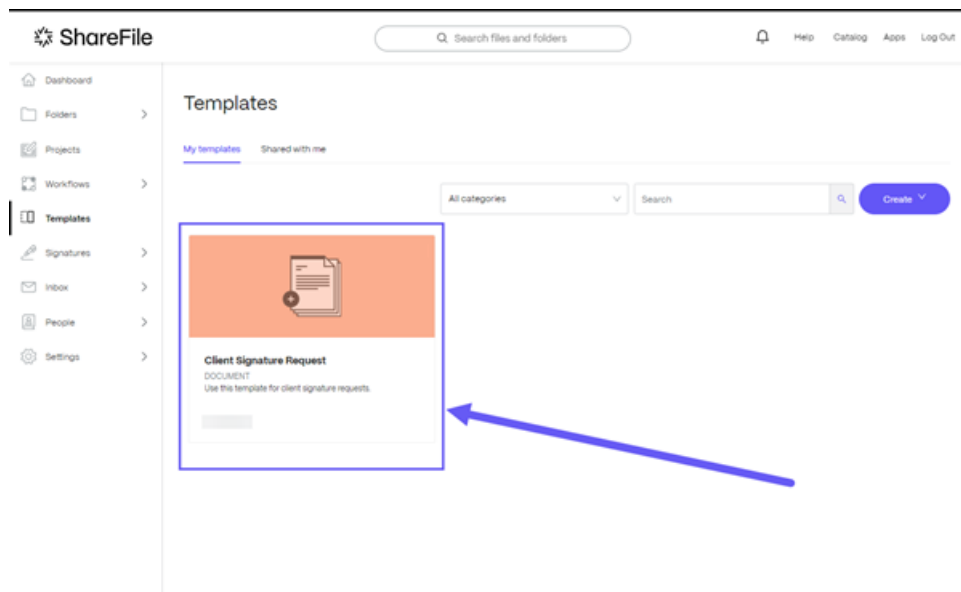 ShareFile
Search files and folders
Help Catalog Apps Log Out
Dashboard
Folders
Projects
Workflows
Templates
Signatures
Inbox
People
Settings
Templates
My templates Shared with me
All categories
Search
Create
Client Signature Request
DOCUMENT
Use this template for client signature requests.